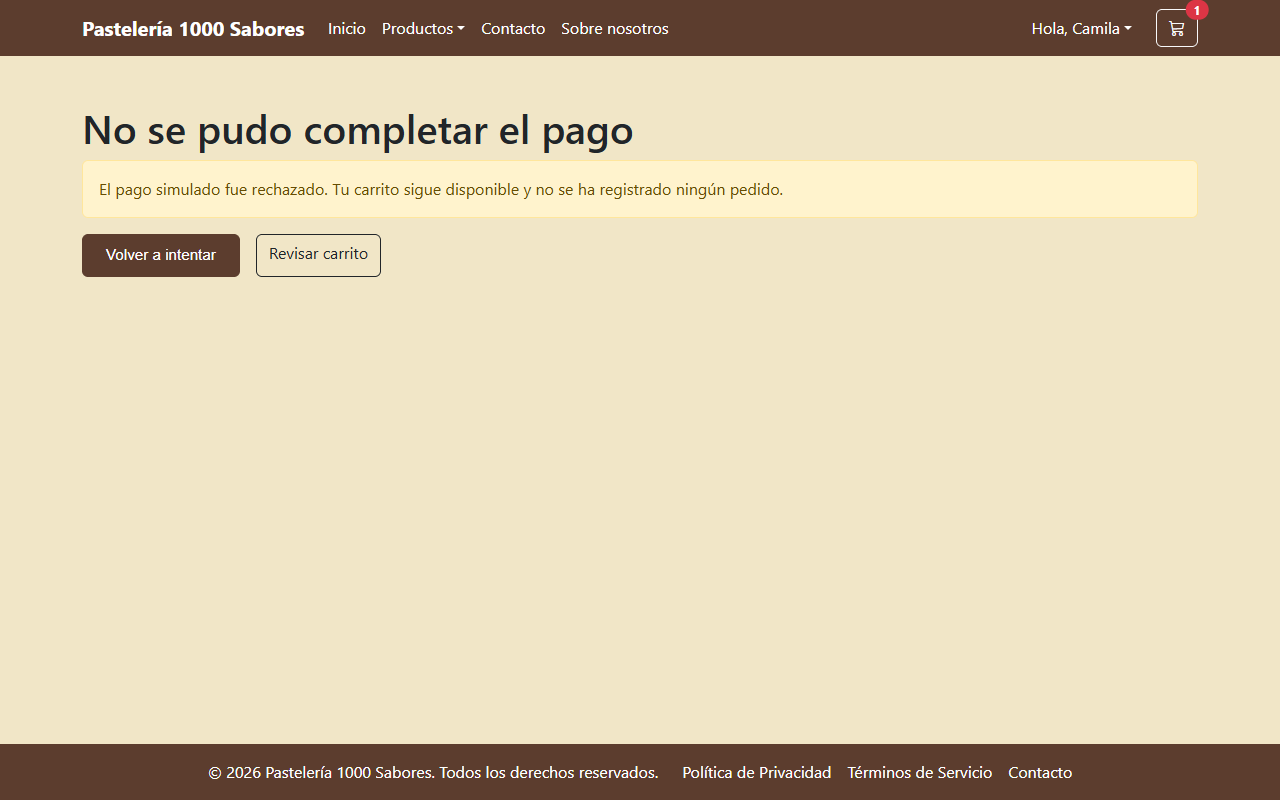 Pastelería 1000 Sabores Inicio Productos Contacto Sobre nosotros Hola, Camila 1
No se pudo completar el pago
El pago simulado fue rechazado. Tu carrito sigue disponible y no se ha registrado ningún pedido.
Volver a intentar Revisar carrito
© 2026 Pastelería 1000 Sabores. Todos los derechos reservados. Política de Privacidad Términos de Servicio Contacto